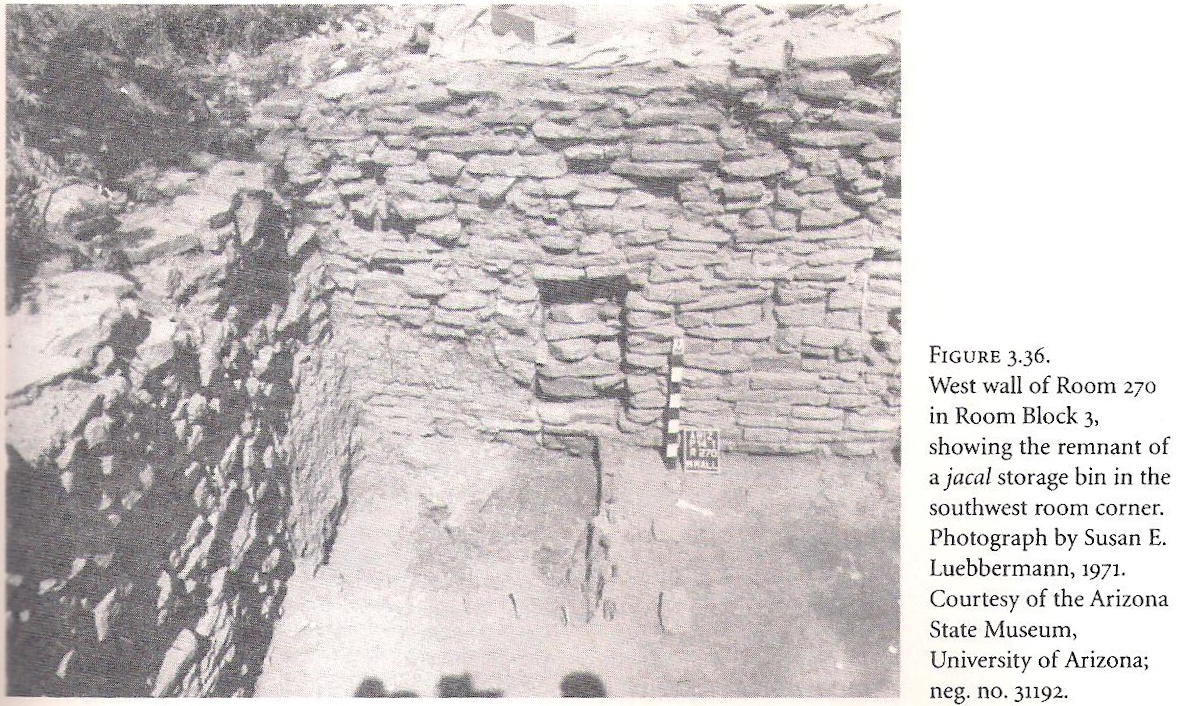 R 270
WALL
FIGURE 3.36.
West wall of Room 270
in Room Block 3,
showing the remnant of
a jacal storage bin in the
southwest room corner.
Photograph by Susan E.
Luebbermann, 1971.
Courtesy of the Arizona
State Museum,
University of Arizona;
neg. no. 31192.